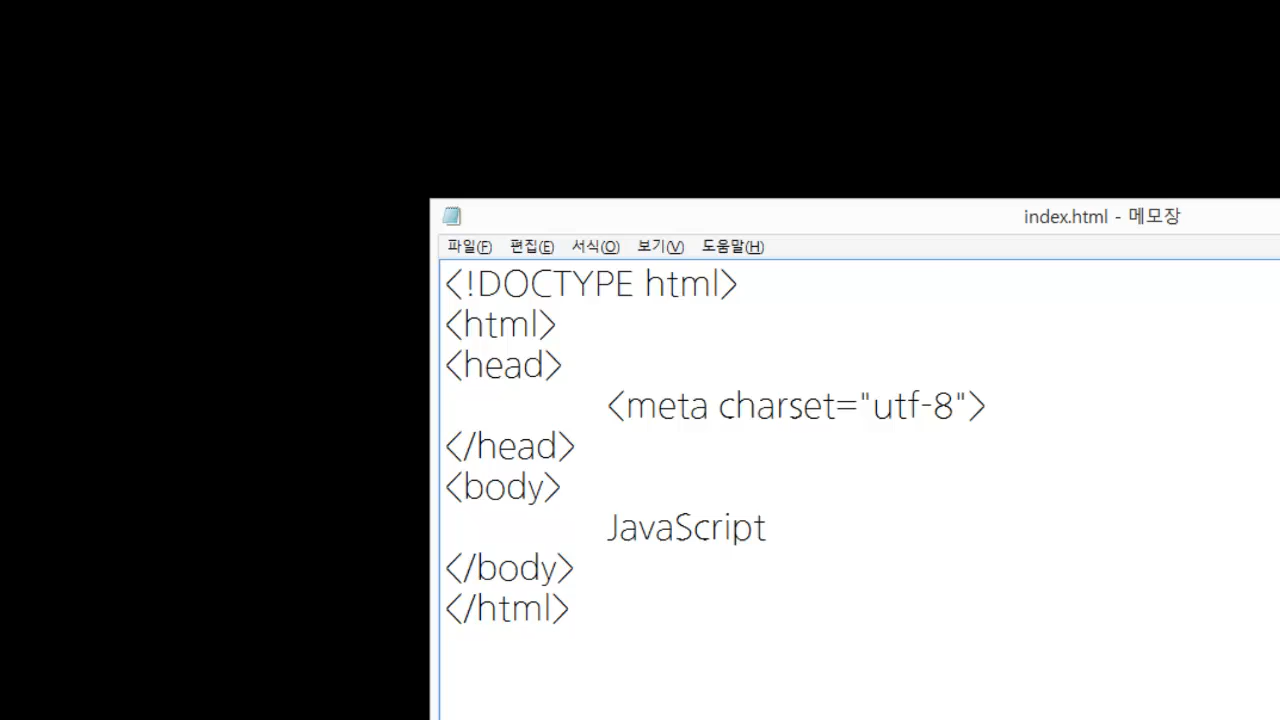 index.html - 메모장
파일(F) 편집(E) 서식(O) 보기(V) 도움말(H)
<!DOCTYPE html>
<html>
<head>
<meta charset="utf-8">
</head>
<body>
JavaScript
</body>
</html>